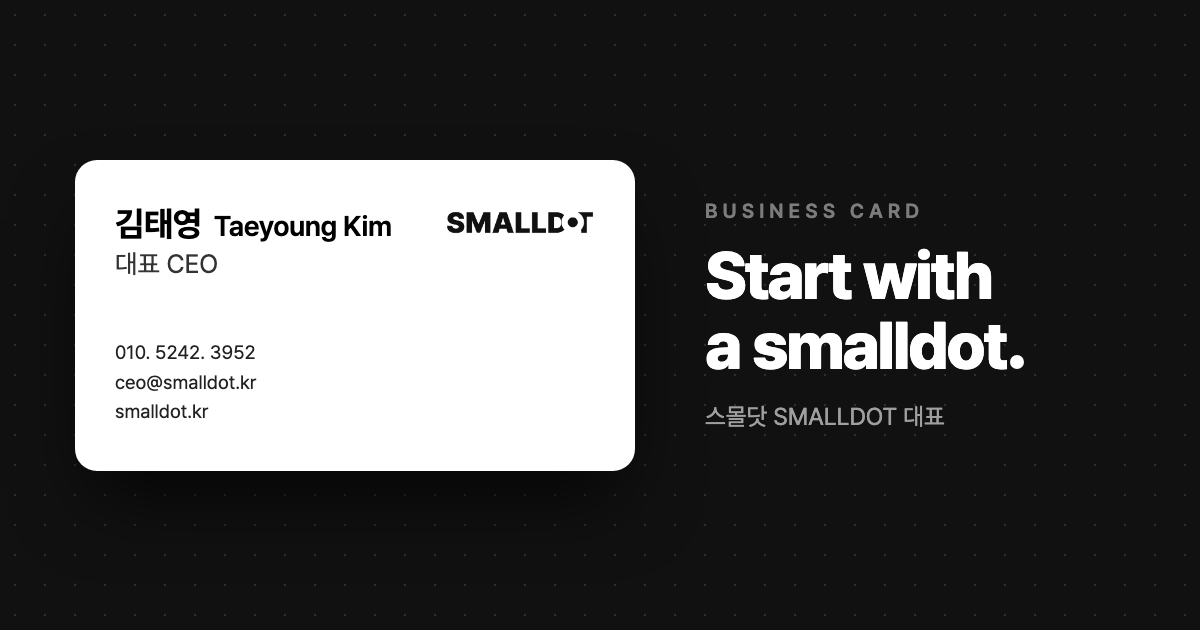 김태영 Taeyoung Kim
SMALLDOT
대표 CEO
010. 5242. 3952
ceo@smalldot.kr
smalldot.kr
BUSINESS CARD
Start with
a smalldot.
스몰닷 SMALLDOT 대표